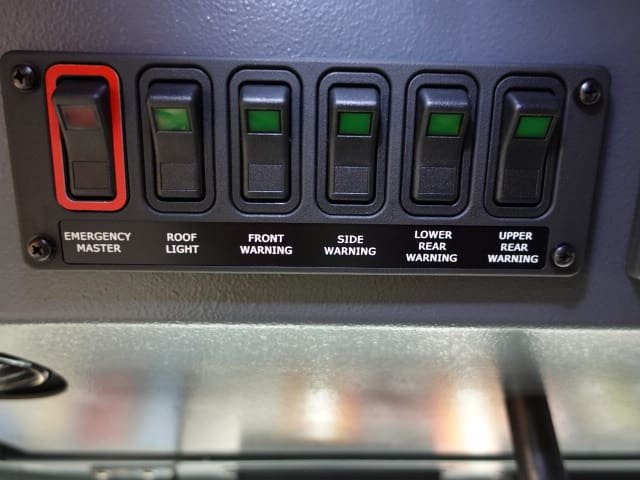 EMERGENCY
MASTER
ROOF
LIGHT
FRONT
WARNING
SIDE
WARNING
LOWER
REAR
WARNING
UPPER
REAR
WARNING